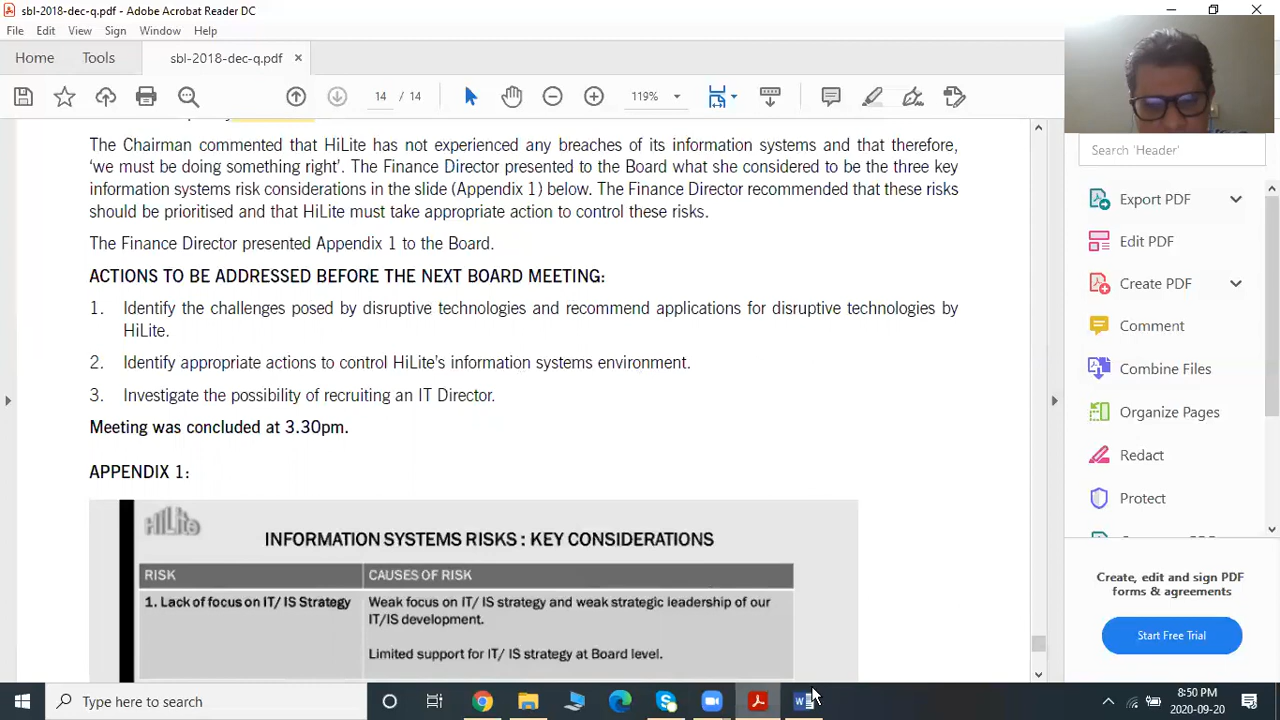 sbl-2018-dec-q.pdf - Adobe Acrobat Reader DC
File Edit View Sign Window Help
Home Tools sbl-2018-dec-q.pdf
14 / 14 119%
Search 'Header'
The Chairman commented that HiLite has not experienced any breaches of its information systems and that therefore,
'we must be doing something right'. The Finance Director presented to the Board what she considered to be the three key
information systems risk considerations in the slide (Appendix 1) below. The Finance Director recommended that these risks
should be prioritised and that HiLite must take appropriate action to control these risks.
The Finance Director presented Appendix 1 to the Board.
ACTIONS TO BE ADDRESSED BEFORE THE NEXT BOARD MEETING:
1. Identify the challenges posed by disruptive technologies and recommend applications for disruptive technologies by
HiLite.
2. Identify appropriate actions to control HiLite's information systems environment.
3. Investigate the possibility of recruiting an IT Director.
Meeting was concluded at 3.30pm.
APPENDIX 1:
HiLite
INFORMATION SYSTEMS RISKS : KEY CONSIDERATIONS
RISK CAUSES OF RISK
1. Lack of focus on IT/ IS Strategy Weak focus on IT/ IS strategy and weak strategic leadership of our
IT/IS development.
Limited support for IT/ IS strategy at Board level.
Export PDF
Edit PDF
Create PDF
Comment
Combine Files
Organize Pages
Redact
Protect
Create, edit and sign PDF
forms & agreements
Start Free Trial
Type here to search
8:50 PM
2020-09-20